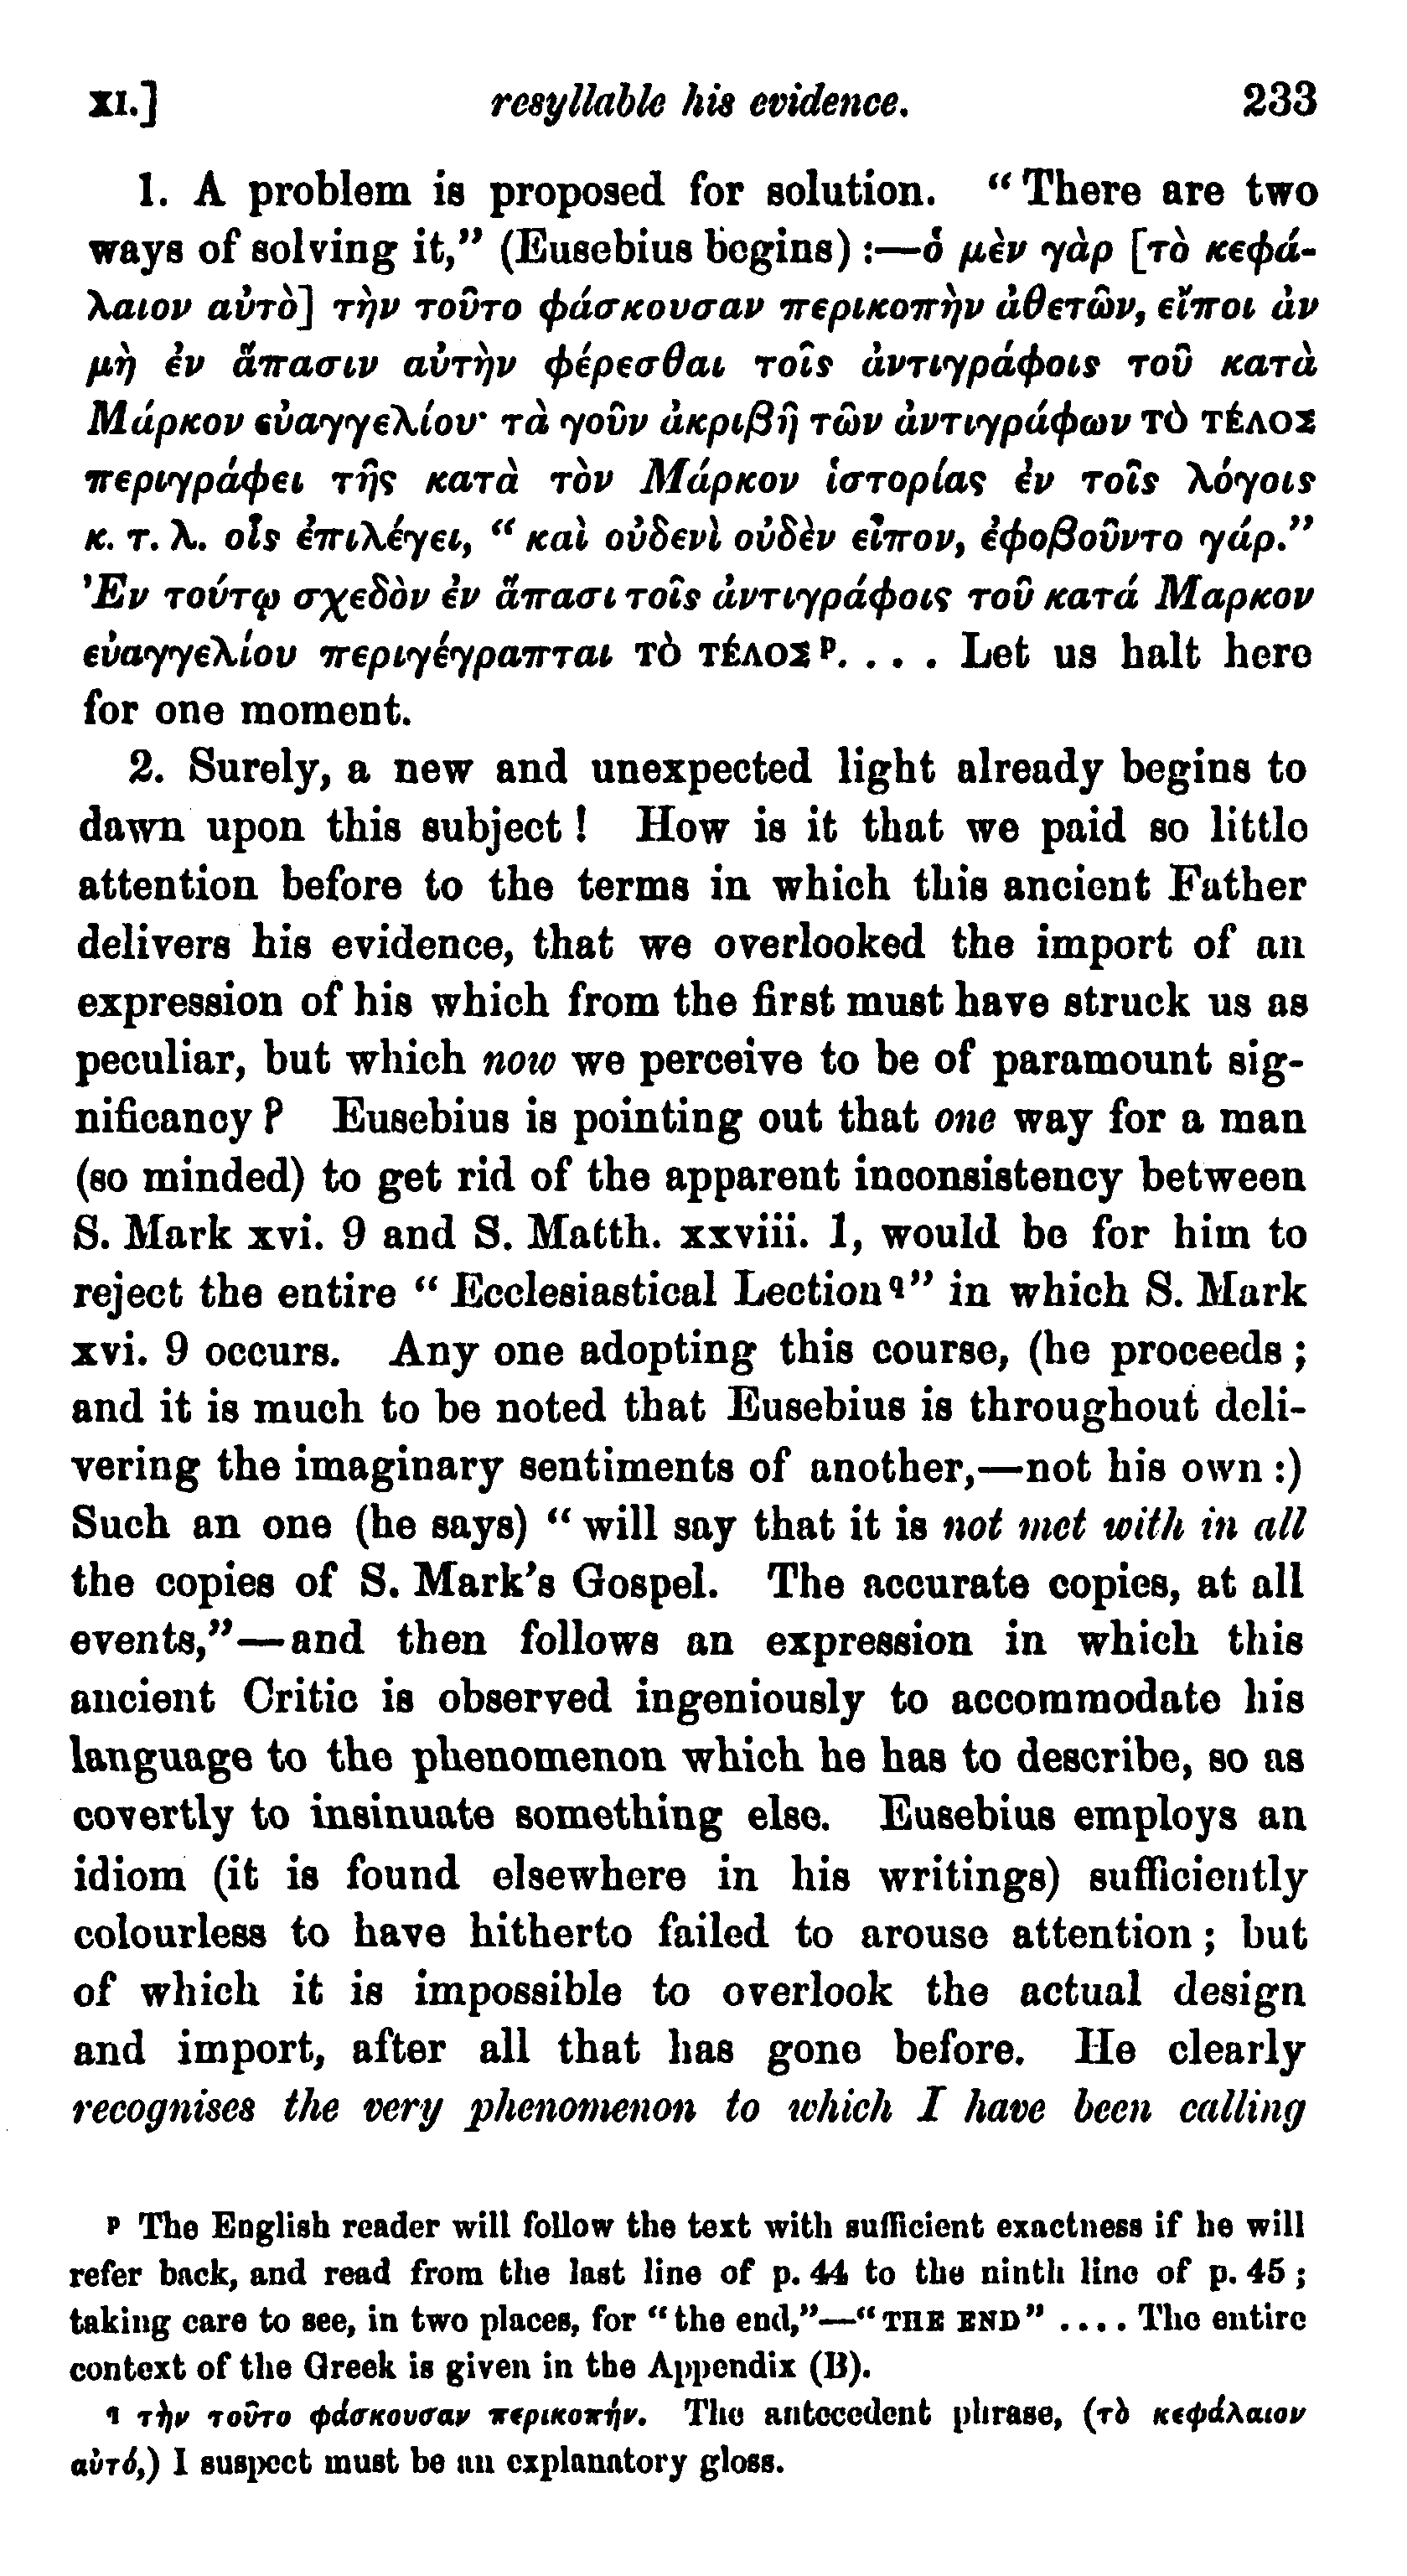 XI.] resyllable his evidence. 233
1. A problem is proposed for solution. “There are two
ways of solving it,” (Eusebius begins) :—ὁ μὲν γὰρ [τὸ κεφά-
λαιον αὐτὸ] τὴν τοῦτο φάσκουσαν περικοπὴν ἀθετῶν, εἴποι ἂν
μὴ ἐν ἅπασιν αὐτὴν φέρεσθαι τοῖς ἀντιγράφοις τοῦ κατὰ
Μάρκον εὐαγγελίου· τὰ γοῦν ἀκριβῆ τῶν ἀντιγράφων ΤῸ ΤΈΛΟΣ
περιγράφει τῆς κατὰ τὸν Μάρκον ἱστορίας ἐν τοῖς λόγοις
κ. τ. λ. οἷς ἐπιλέγει, “καὶ οὐδενὶ οὐδὲν εἶπον, ἐφοβοῦντο γάρ.”
Ἐν τούτῳ σχεδὸν ἐν ἅπασι τοῖς ἀντιγράφοις τοῦ κατά Μαρκον
εὐαγγελίου περιγέγραπται ΤῸ ΤΈΛΟΣ p. . . . Let us halt here
for one moment.
2. Surely, a new and unexpected light already begins to
dawn upon this subject ! How is it that we paid so little
attention before to the terms in which this ancient Father
delivers his evidence, that we overlooked the import of an
expression of his which from the first must have struck us as
peculiar, but which now we perceive to be of paramount sig-
nificancy ? Eusebius is pointing out that one way for a man
(so minded) to get rid of the apparent inconsistency between
S. Mark xvi. 9 and S. Matth. xxviii. 1, would be for him to
reject the entire “Ecclesiastical Lection q” in which S. Mark
xvi. 9 occurs. Any one adopting this course, (he proceeds ;
and it is much to be noted that Eusebius is throughout deli-
vering the imaginary sentiments of another,—not his own :)
Such an one (he says) “will say that it is not met with in all
the copies of S. Mark’s Gospel. The accurate copies, at all
events,”—and then follows an expression in which this
ancient Critic is observed ingeniously to accommodate his
language to the phenomenon which he has to describe, so as
covertly to insinuate something else. Eusebius employs an
idiom (it is found elsewhere in his writings) sufficiently
colourless to have hitherto failed to arouse attention ; but
of which it is impossible to overlook the actual design
and import, after all that has gone before. He clearly
recognises the very phenomenon to which I have been calling
p The English reader will follow the text with sufficient exactness if he will
refer back, and read from the last line of p. 44 to the ninth line of p. 45 ;
taking care to see, in two places, for “the end,”—“THE END” . . . . The entire
context of the Greek is given in the Appendix (B).
q τὴν τοῦτο φάσκουσαν περικοπήν. The antecedent phrase, (τὸ κεφάλαιον
αὐτό,) I suspect must be an explanatory gloss.